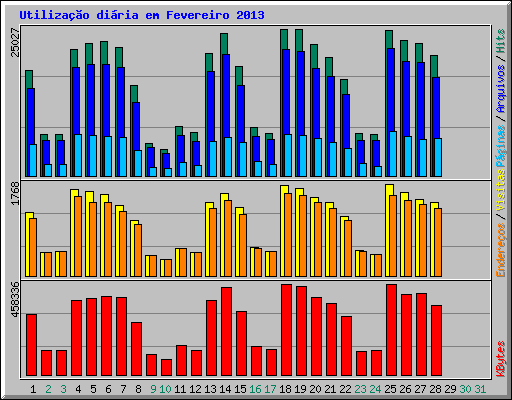 Utilização diária em Fevereiro 2013
25027
Endereços / Visitas Páginas / Arquivos / Hits
1768
458336
KBytes
1 2 3 4 5 6 7 8 9 10 11 12 13 14 15 16 17 18 19 20 21 22 23 24 25 26 27 28 29 30 31